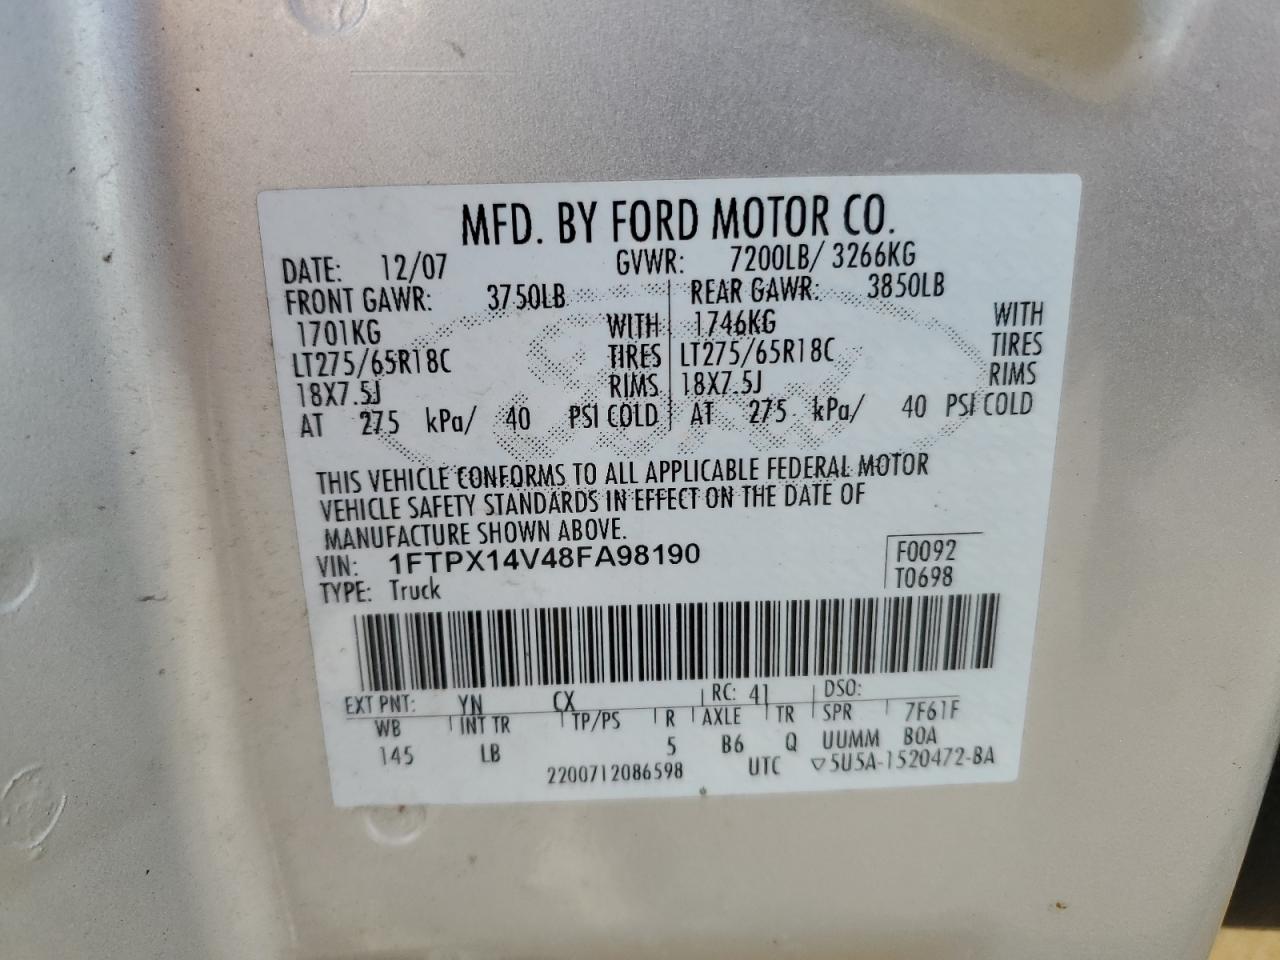 MFD. BY FORD MOTOR CO.
DATE: 12/07 GVWR: 7200LB/ 3266KG
FRONT GAWR: 3750LB REAR GAWR: 3850LB
1701KG WITH 1746KG WITH
LT275/65R18C TIRES LT275/65R18C TIRES
18X7.5J RIMS 18X7.5J RIMS
AT 275 kPa/ 40 PSI COLD AT 275 kPa/ 40 PSI COLD
THIS VEHICLE CONFORMS TO ALL APPLICABLE FEDERAL MOTOR
VEHICLE SAFETY STANDARDS IN EFFECT ON THE DATE OF
MANUFACTURE SHOWN ABOVE.
VIN: 1FTPX14V48FA98190 F0092
TYPE: Truck T0698
EXT PNT: YN CX RC: 41 DSO:
WB INT TR TP/PS R AXLE TR SPR 7F61F
145 LB 5 B6 Q UUMM BOA
2200712086598 UTC ▽5U5A-1520472-BA